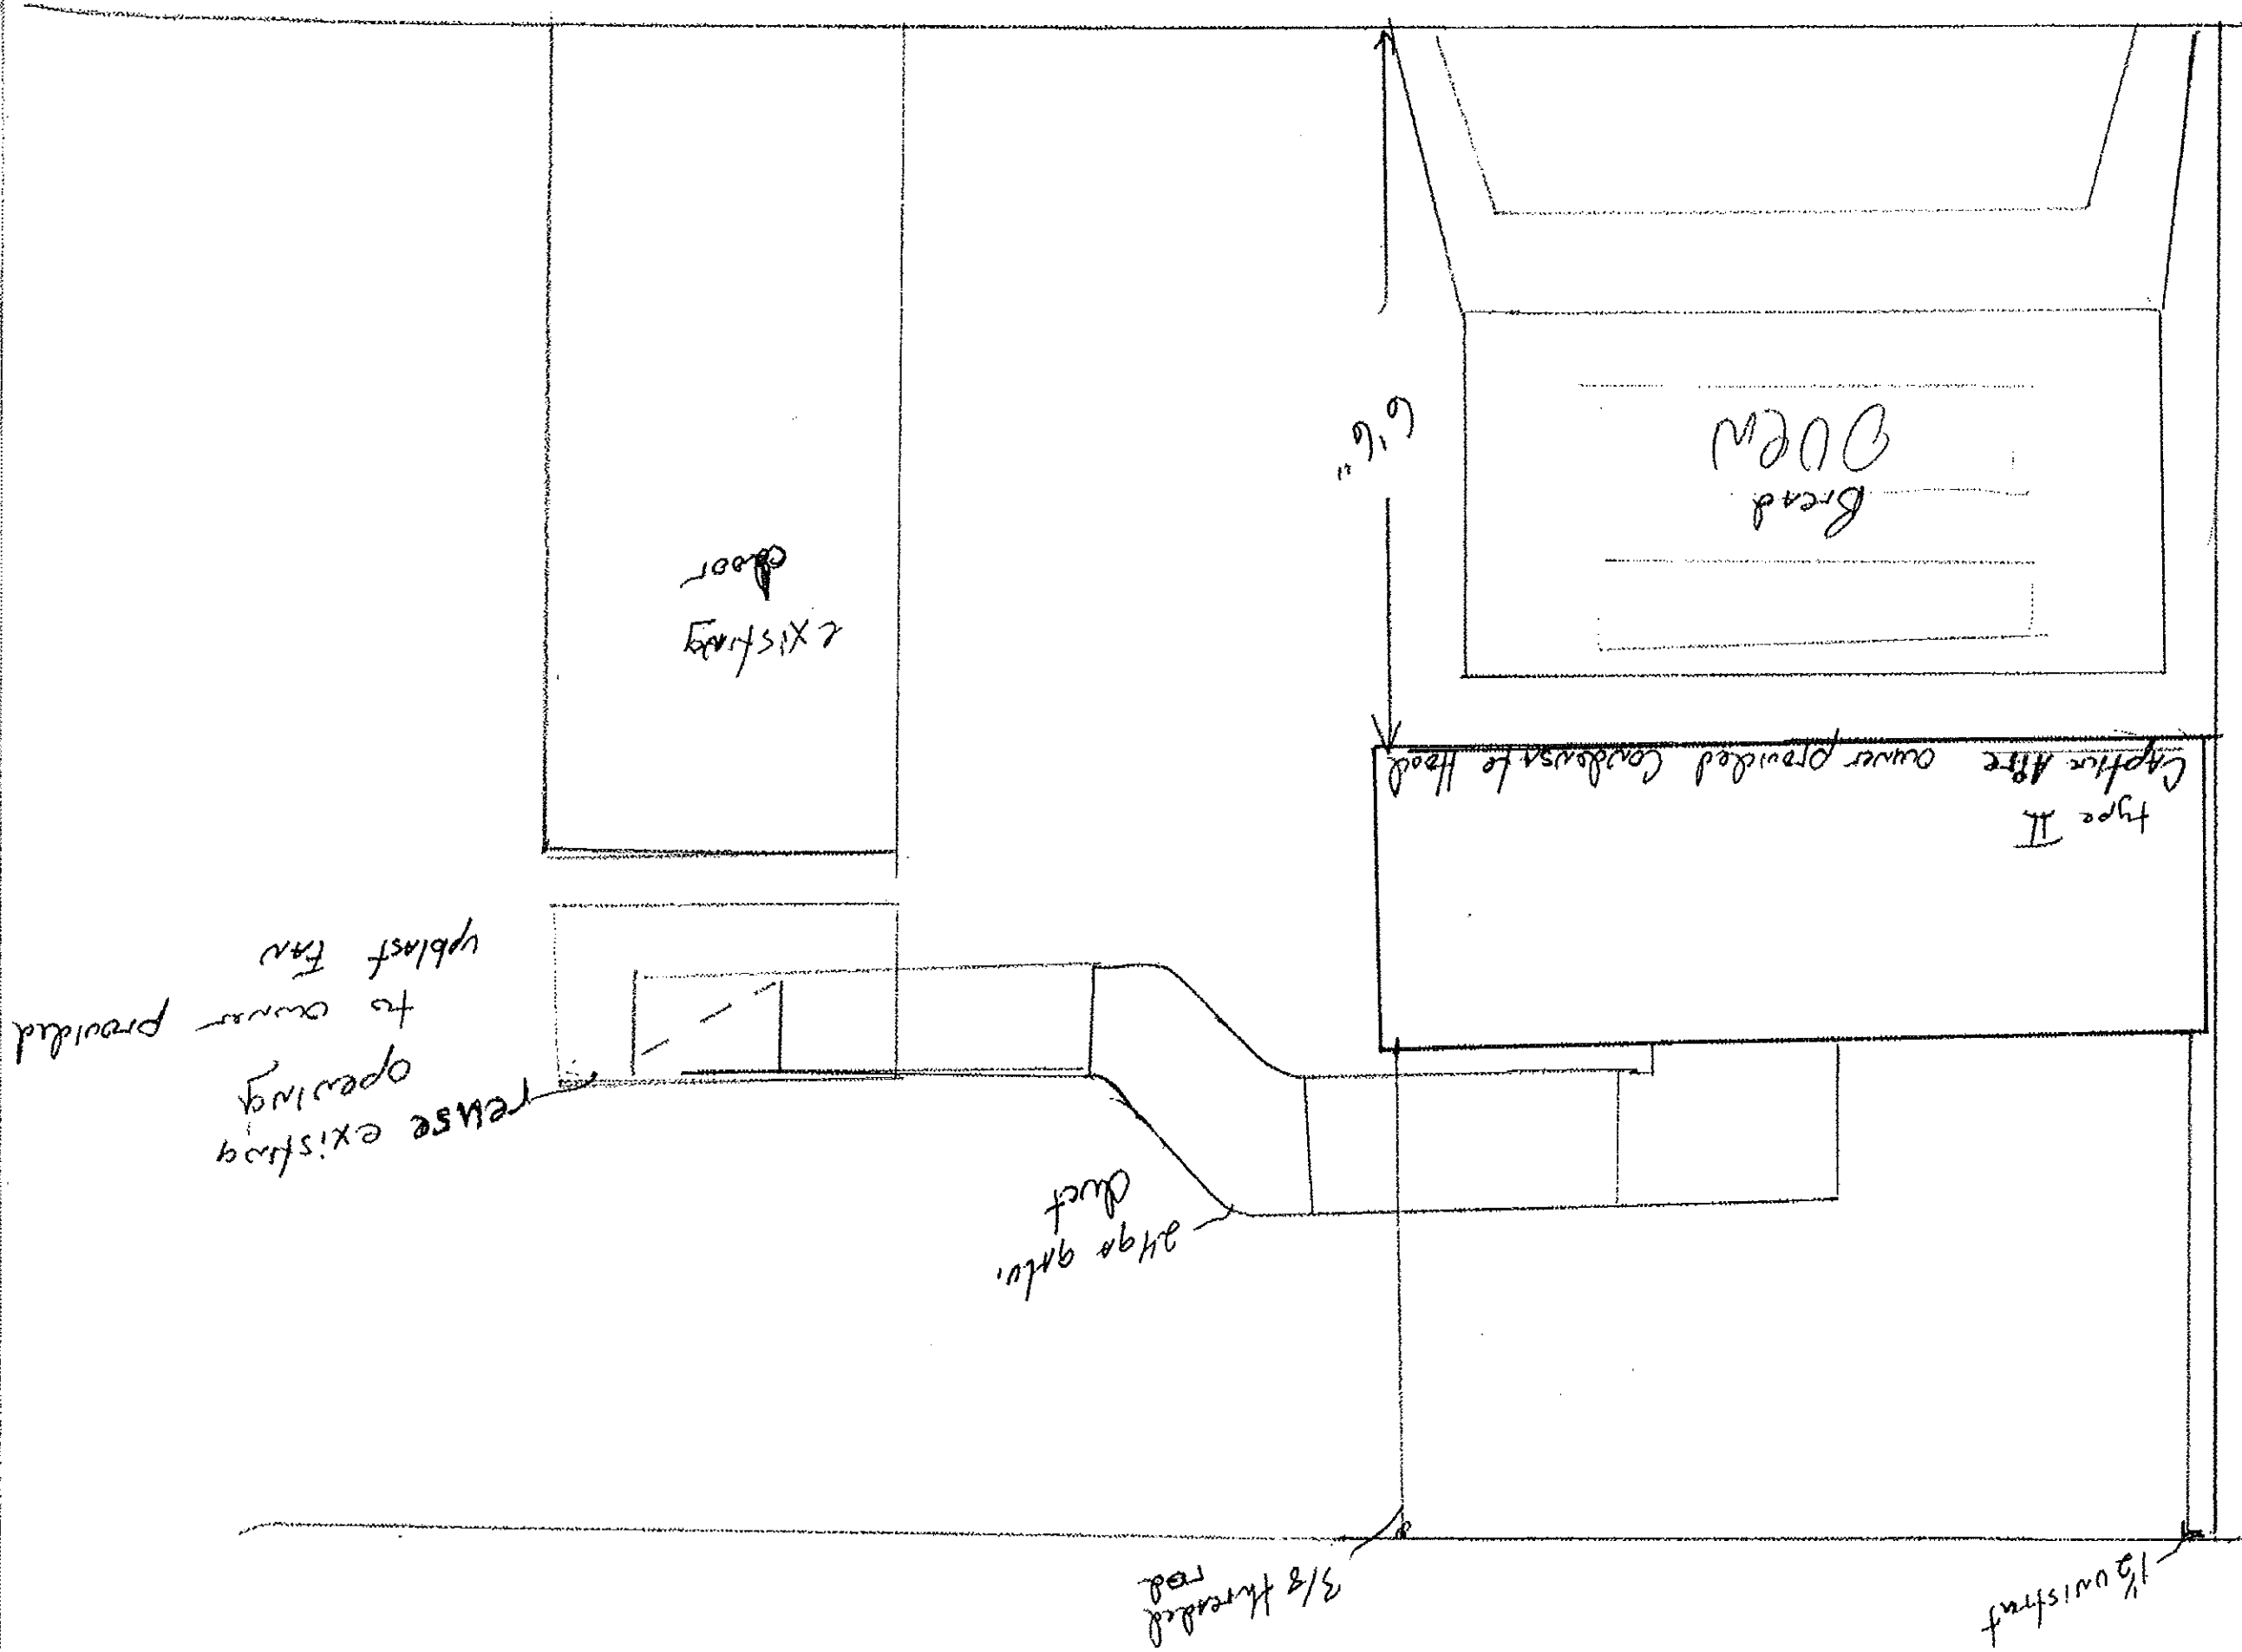 1½" unistrut
3/8 threaded
rod
24ga galv.
duct
reuse existing
opening
to owner provided
upblast FAN
type II
Captive Aire owner provided Condensate Hood
existing
door
Bread
OVEN
6'6"